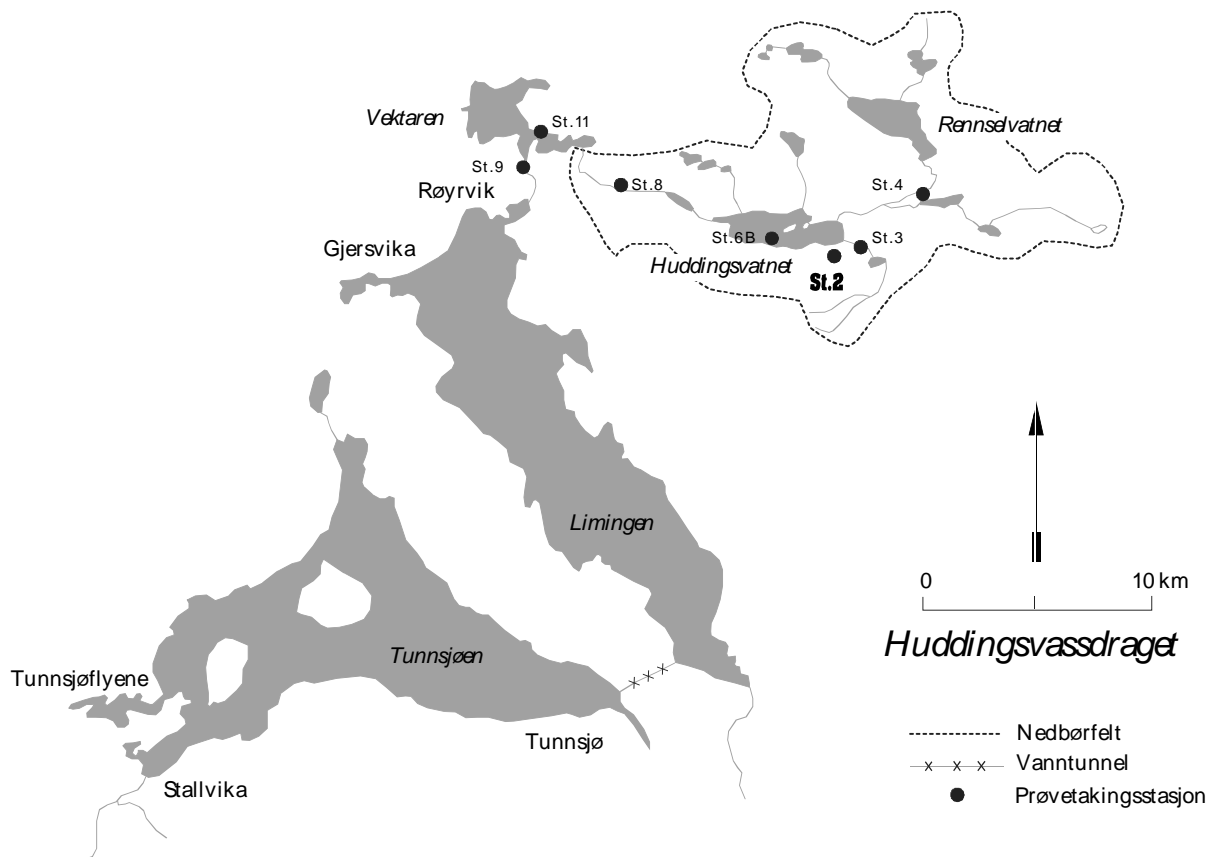 St.11
Vektaren
Rennselvatnet
St.9
Røyrvik
St.8
St.4
Gjersvika
St.6B
St.3
Huddingsvatnet
St.2
Limingen
0 10 km
Huddingsvassdraget
Tunnsjøen
Tunnsjøflyene
Tunnsjø
Nedbørfelt
Vanntunnel
Stallvika
Prøvetakingsstasjon